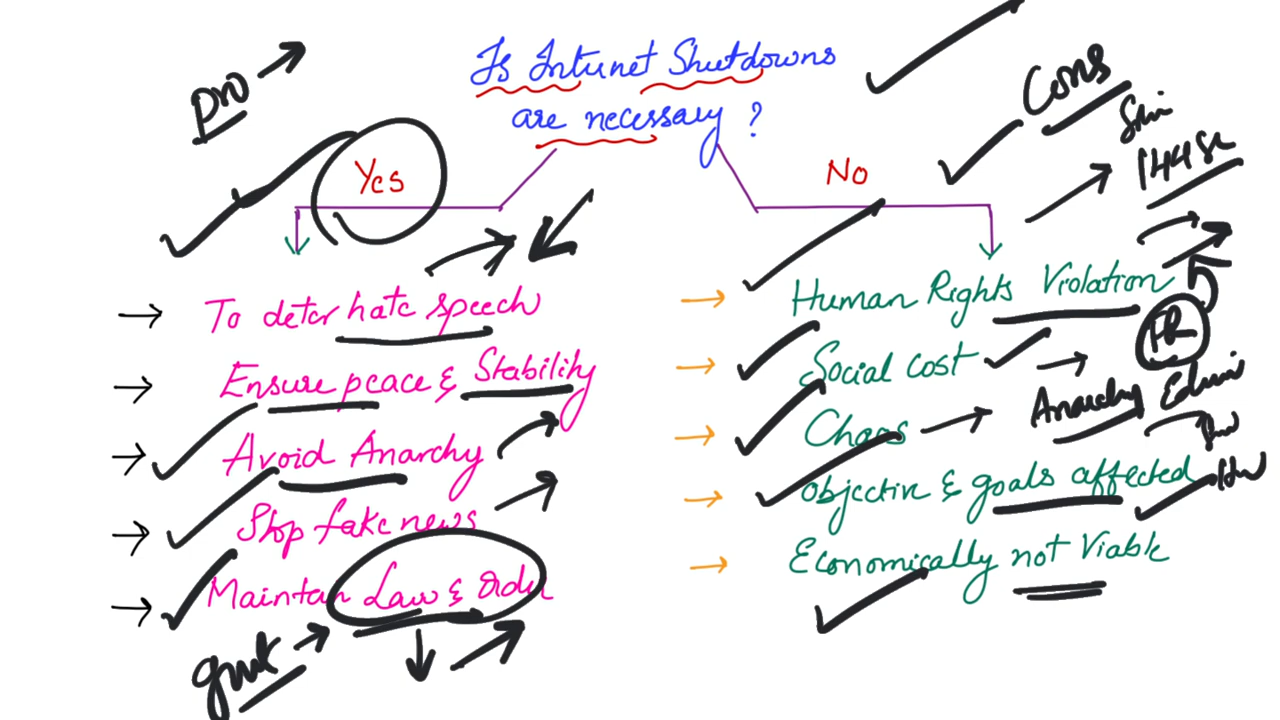 Is Internet Shutdowns
are necessary ?
pro
Yes
To deter hate speech
Ensure peace & Stability
Avoid Anarchy
Stop fake news
Maintain Law & Order
Cons
144
No
Human Rights Violation
FR
Social cost
Chaos
Anarchy
Objective & goals affected
Economically not Viable